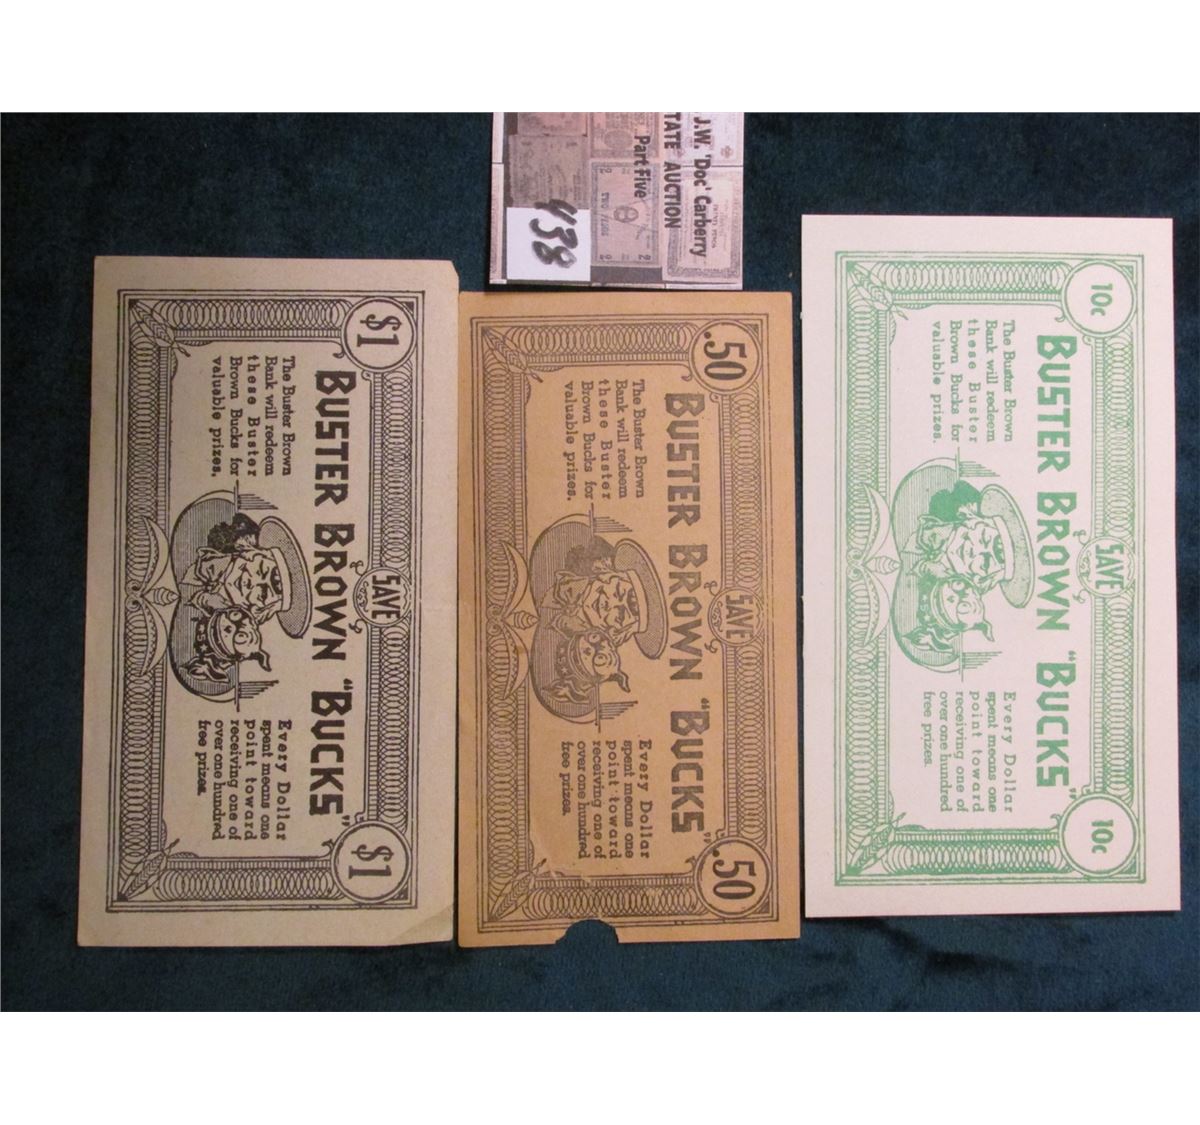 J.W. 'Doc' Carberry
TATE AUCTION
Part Five
TWO
438
$1
SAVE
$1
BUSTER BROWN "BUCKS"
The Buster Brown
Bank will redeem
these Buster
Brown Bucks for
valuable prizes.
Every Dollar
spent means one
point toward
receiving one of
over one hundred
free prizes.
.50
SAVE
.50
BUSTER BROWN "BUCKS"
The Buster Brown
Bank will redeem
these Buster
Brown Bucks for
valuable prizes.
Every Dollar
spent means one
point toward
receiving one of
over one hundred
free prizes.
10c
SAVE
10c
BUSTER BROWN "BUCKS"
The Buster Brown
Bank will redeem
these Buster
Brown Bucks for
valuable prizes.
Every Dollar
spent means one
point toward
receiving one of
over one hundred
free prizes.